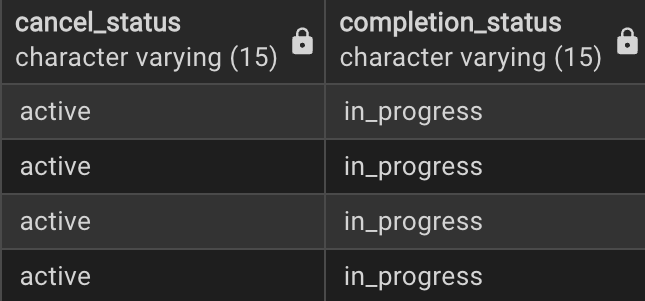 cancel_status completion_status
character varying (15) character varying (15)
active in_progress
active in_progress
active in_progress
active in_progress